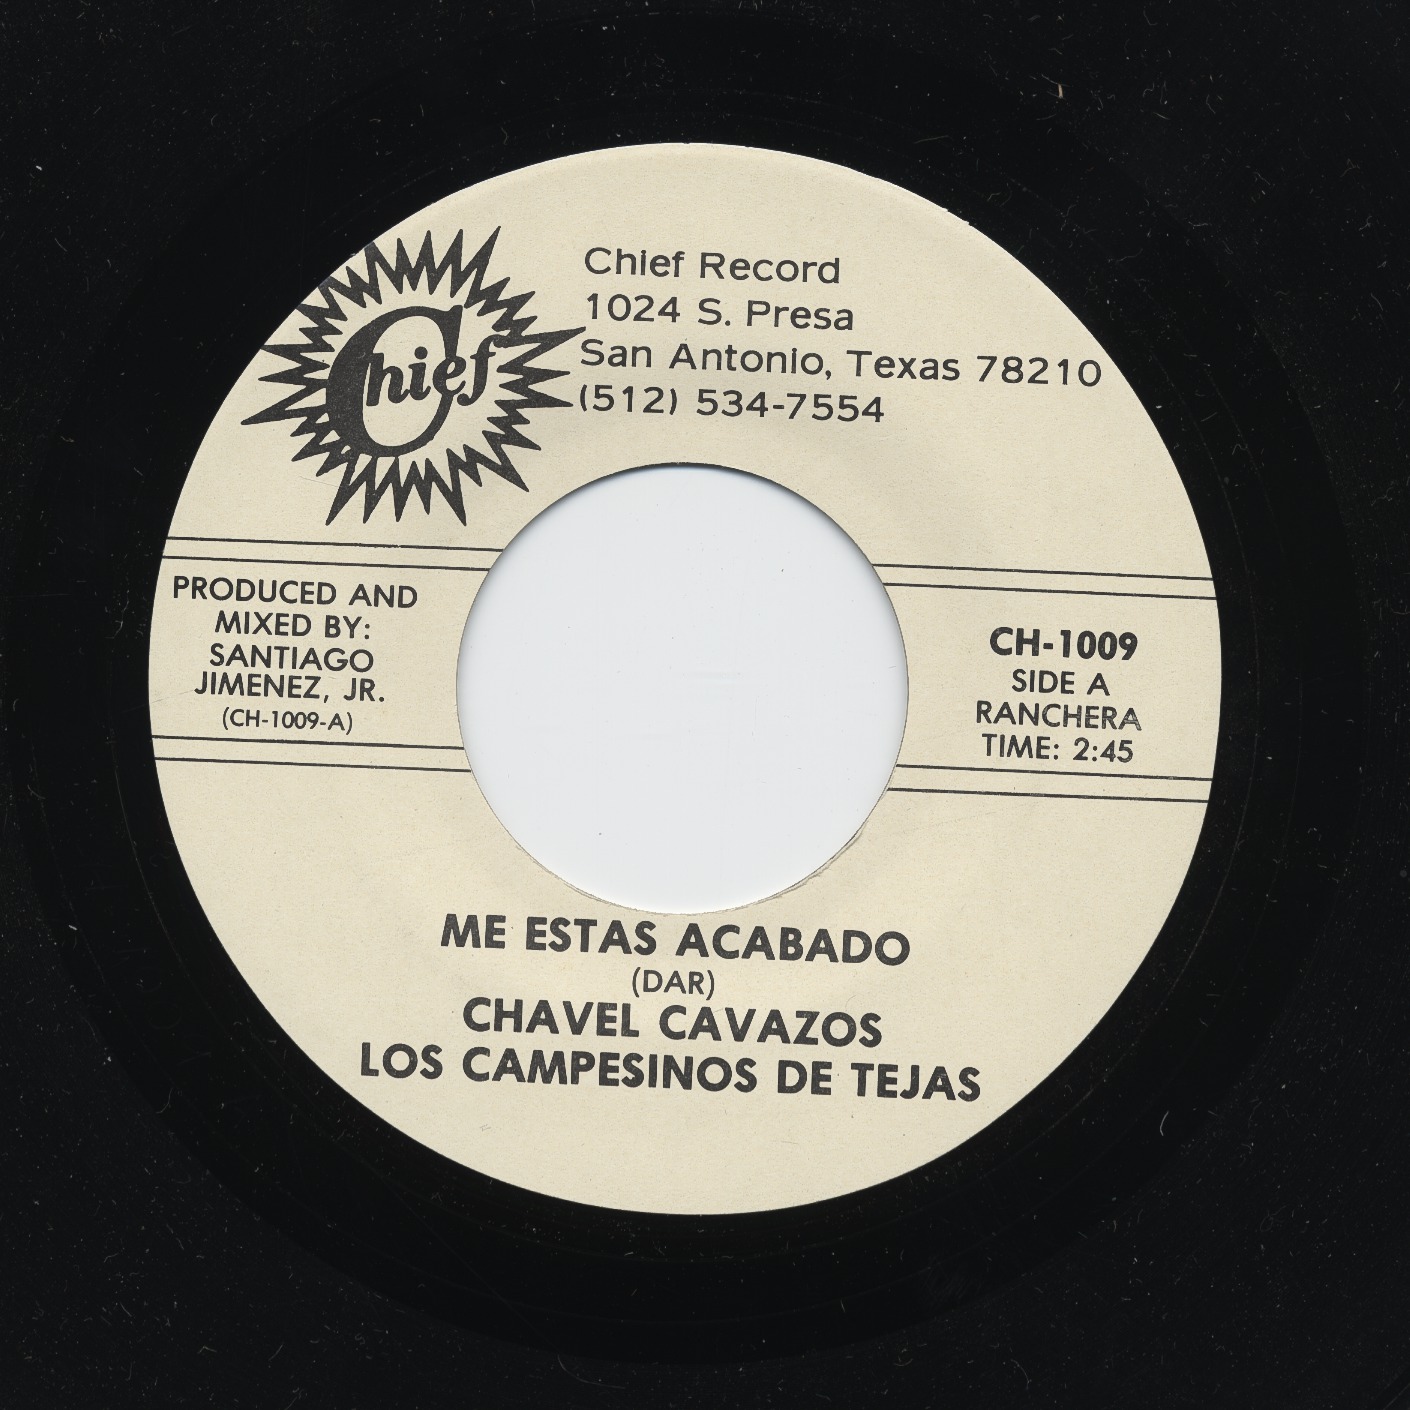 Chief
Chief Record
1024 S. Presa
San Antonio, Texas 78210
(512) 534-7554
PRODUCED AND
MIXED BY:
SANTIAGO
JIMENEZ, JR.
(CH-1009-A)
CH-1009
SIDE A
RANCHERA
TIME: 2:45
ME ESTAS ACABADO
(DAR)
CHAVEL CAVAZOS
LOS CAMPESINOS DE TEJAS